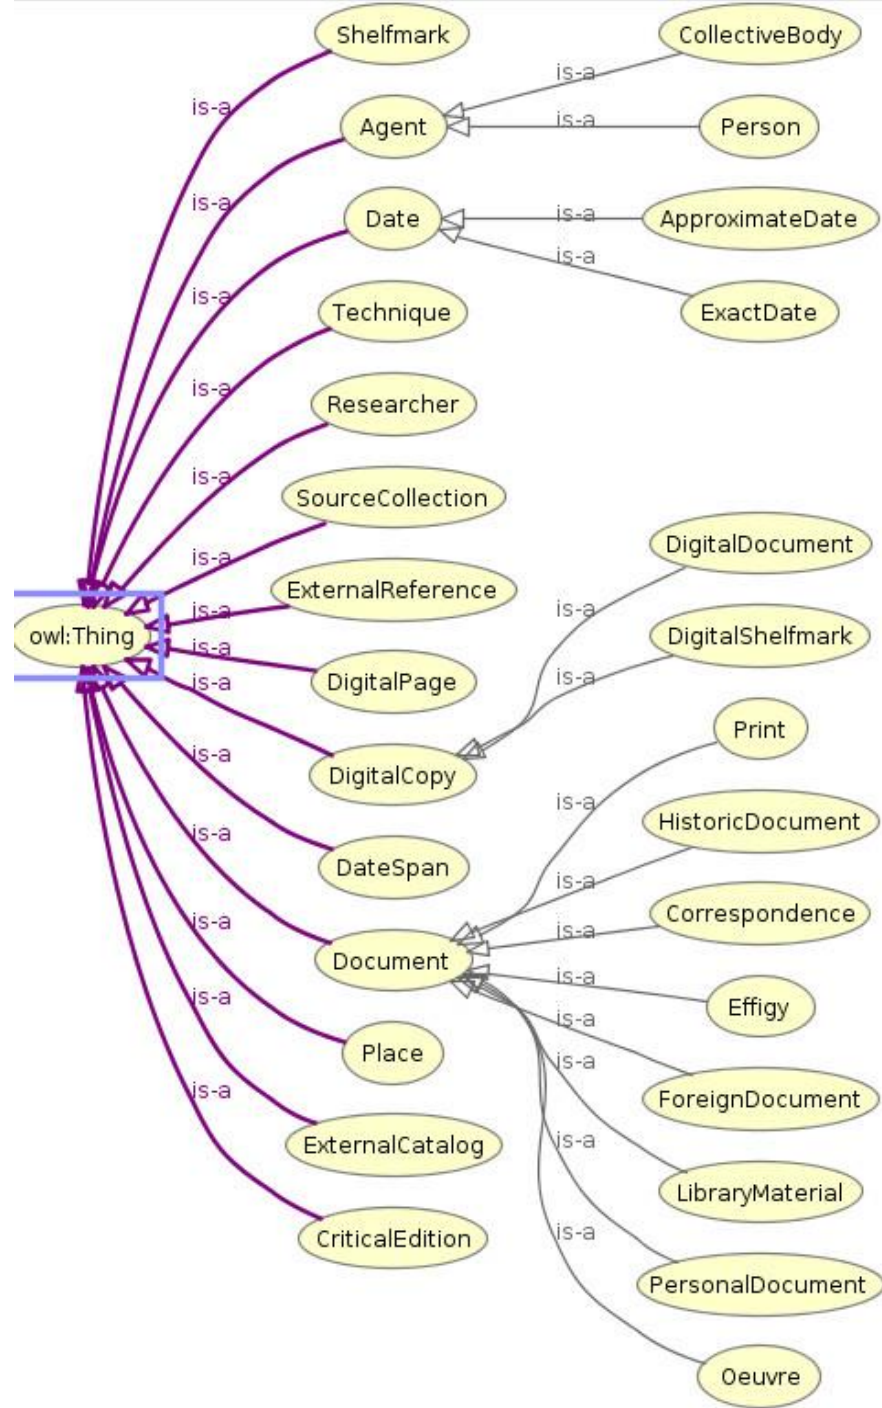 Shelfmark
CollectiveBody
is-a
is-a
Agent
is-a
Person
is-a
Date
is-a
ApproximateDate
is-a
is-a
Technique
ExactDate
is-a
Researcher
is-a
SourceCollection
is-a
DigitalDocument
ExternalReference
is-a
is-a
owl:Thing
DigitalShelfmark
is-a
DigitalPage
is-a
is-a
Print
is-a
DigitalCopy
is-a
HistoricDocument
is-a
DateSpan
is-a
Correspondence
is-a
is-a
Document
is-a
Effigy
is-a
is-a
Place
is-a
ForeignDocument
is-a
ExternalCatalog
is-a
LibraryMaterial
CriticalEdition
is-a
PersonalDocument
Oeuvre